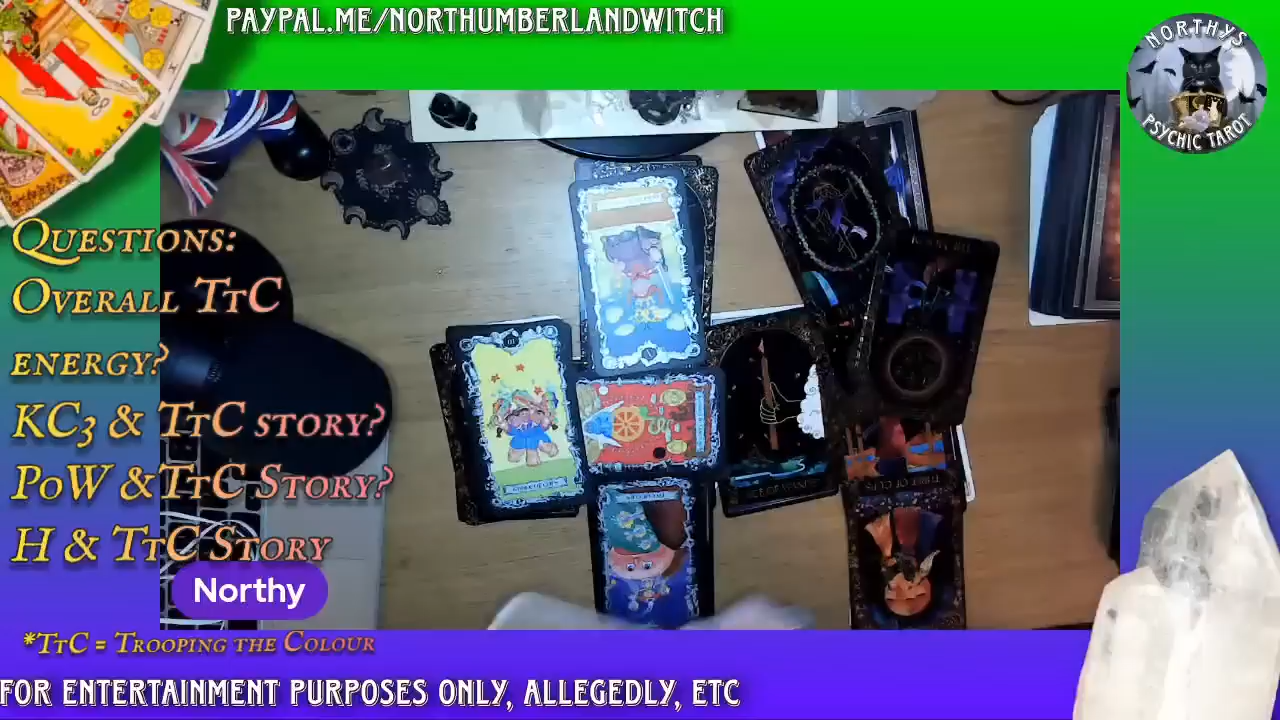 PAYPAL.ME/NORTHUMBERLANDWITCH
NORTHYS
PSYCHIC TAROT
QUESTIONS:
OVERALL TTC
ENERGY?
KC3 & TTC STORY?
POW &TTC STORY?
H & TTC STORY
Northy
*TTC = TROOPING THE COLOUR
FOR ENTERTAINMENT PURPOSES ONLY, ALLEGEDLY, ETC